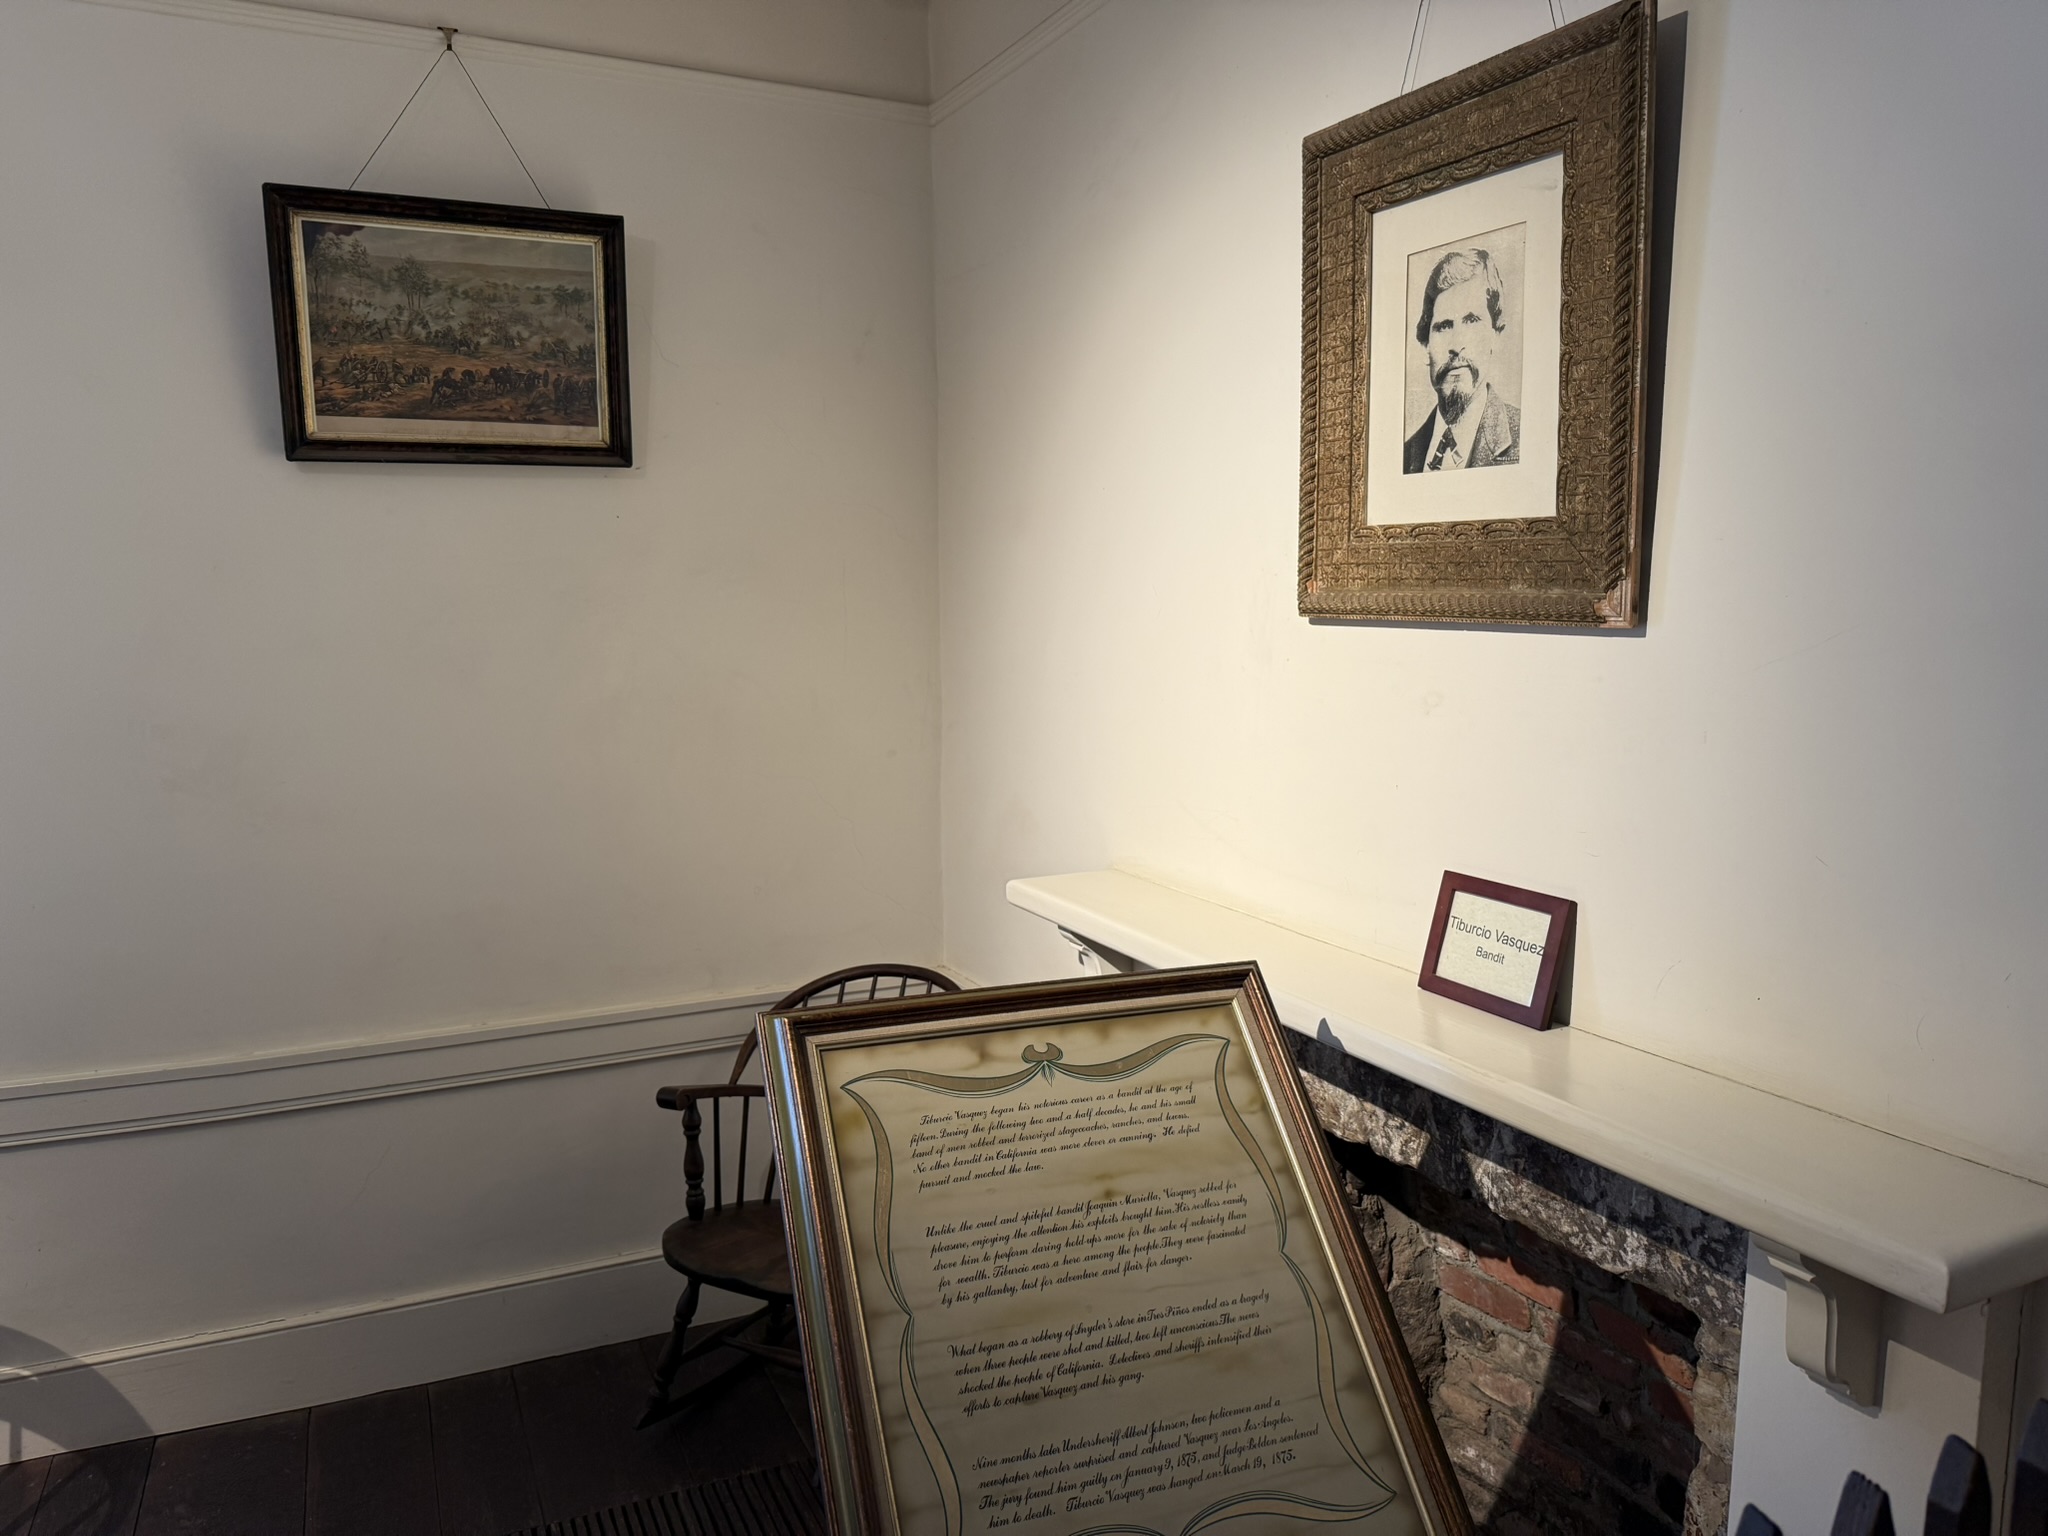 Tiburcio Vasquez
Bandit
Tiburcio Vasquez began his notorious career as a bandit at the age of
fifteen. During the following two and a half decades, he and his small
band of men robbed and terrorized stagecoaches, ranches, and towns.
No other bandit in California was more clever or cunning. He defied
pursuit and mocked the law.
Unlike the cruel and spiteful bandit Joaquin Murietta, Vasquez robbed for
pleasure, enjoying the attention his exploits brought him. His restless vanity
drove him to perform daring hold-ups more for the sake of notoriety than
for wealth. Tiburcio was a hero among the people. They were fascinated
by his gallantry, lust for adventure and flair for danger.
What began as a robbery of Snyder's store in Tres Piños ended as a tragedy
when three people were shot and killed, two left unconscious. The news
shocked the people of California. Detectives and sheriffs intensified their
efforts to capture Vasquez and his gang.
Nine months later Undersheriff Albert Johnson, two policemen and a
newspaper reporter surprised and captured Vasquez near Los Angeles.
The jury found him guilty on January 9, 1875, and Judge Beldon sentenced
him to death. Tiburcio Vasquez was hanged on March 19, 1875.